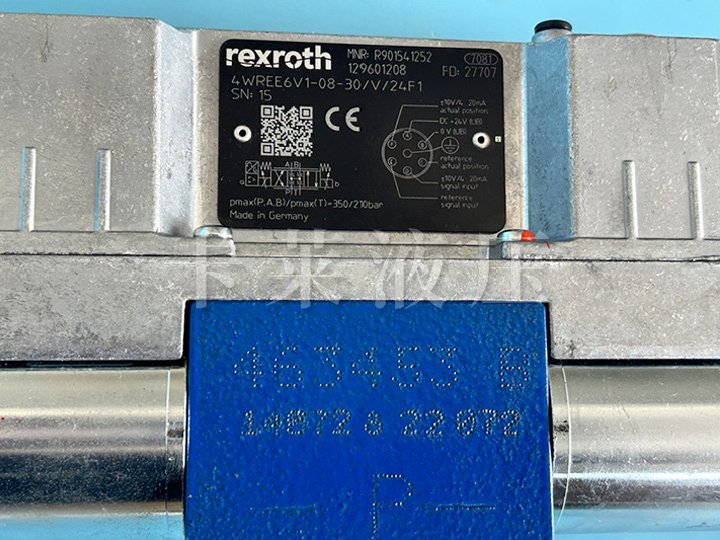 rexroth
MNR: R901541252
7081
129601208
FD: 27707
4WREE6V1-08-30/V/24F1
SN: 15
CE
±10V/4 20mA
actual position
DC +24V (UB)
0 V (UB)
reference
actual position
±10V/4 20mA
signal input
reference
signal input
A B
a
b
P T
pmax(P.A.B)/pmax(T)=350/210bar
Made in Germany
卡莱液压
463453 B
14072 & 22072
P